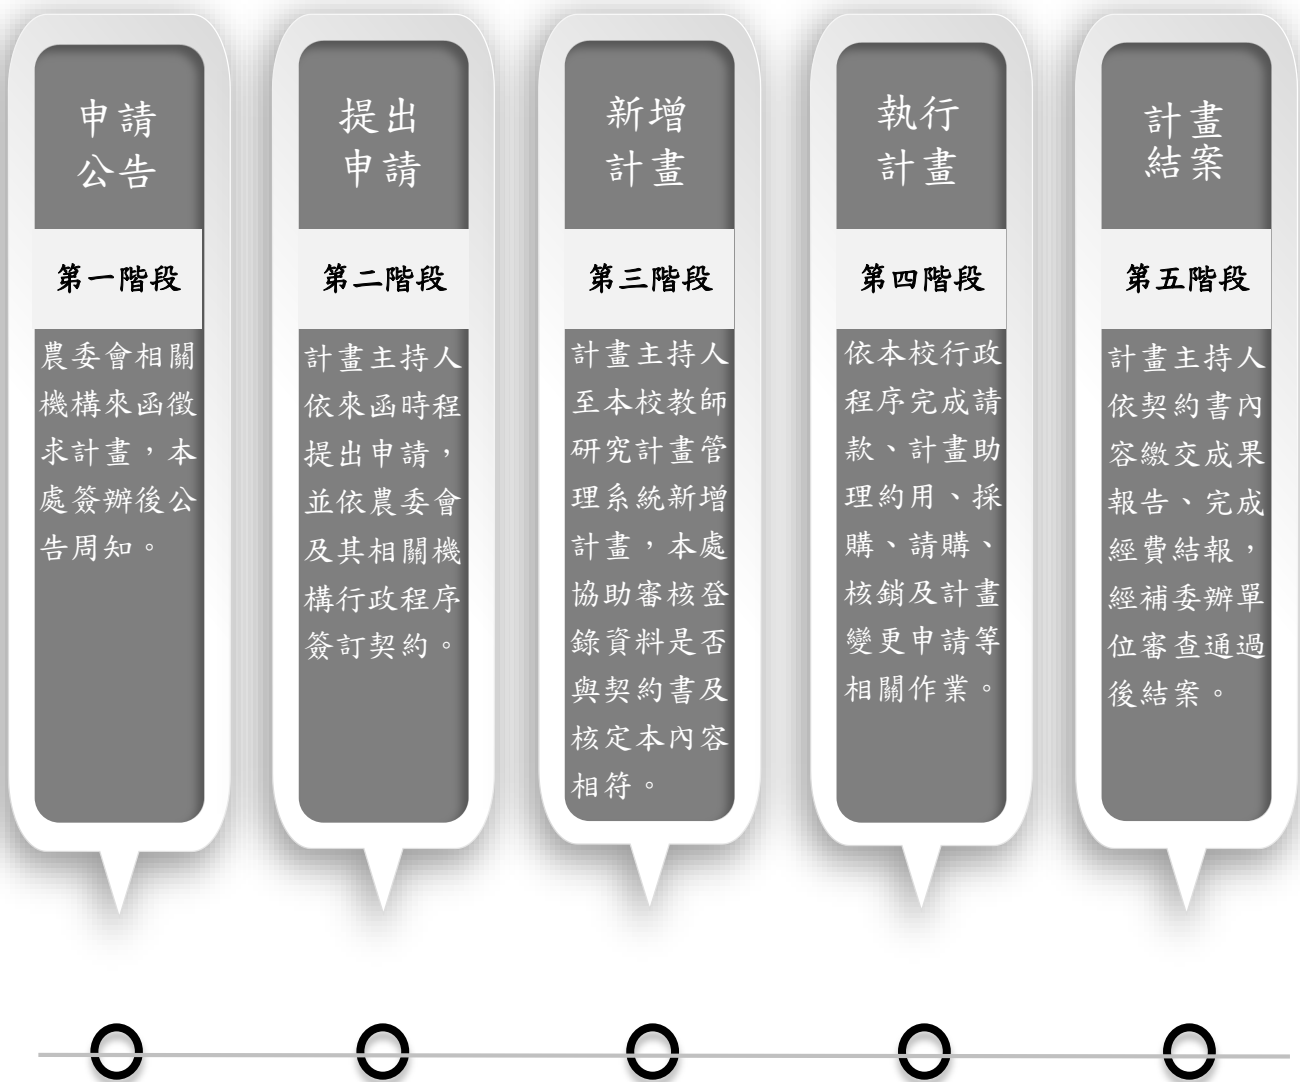 申請
公告
第一階段
農委會相關
機構來函徵
求計畫，本
處簽辦後公
告周知。
提出
申請
第二階段
計畫主持人
依來函時程
提出申請，
並依農委會
及其相關機
構行政程序
簽訂契約。
新增
計畫
第三階段
計畫主持人
至本校教師
研究計畫管
理系統新增
計畫，本處
協助審核登
錄資料是否
與契約書及
核定本內容
相符。
執行
計畫
第四階段
依本校行政
程序完成請
款、計畫助
理約用、採
購、請購、
核銷及計畫
變更申請等
相關作業。
計畫
結案
第五階段
計畫主持人
依契約書內
容繳交成果
報告、完成
經費結報，
經補委辦單
位審查通過
後結案。